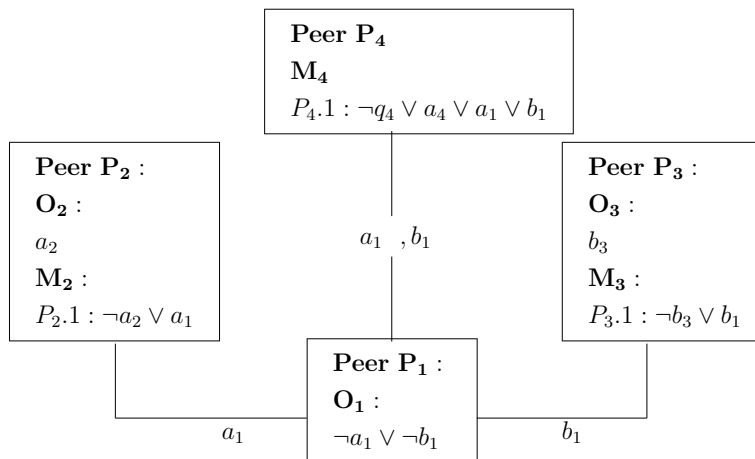 Peer P₄
M₄
P₄.1 : ¬q₄ ∨ a₄ ∨ a₁ ∨ b₁
Peer P₂ :
O₂ :
a₂
M₂ :
P₂.1 : ¬a₂ ∨ a₁
Peer P₃ :
O₃ :
b₃
M₃ :
P₃.1 : ¬b₃ ∨ b₁
a₁ , b₁
Peer P₁ :
O₁ :
¬a₁ ∨ ¬b₁
a₁
b₁